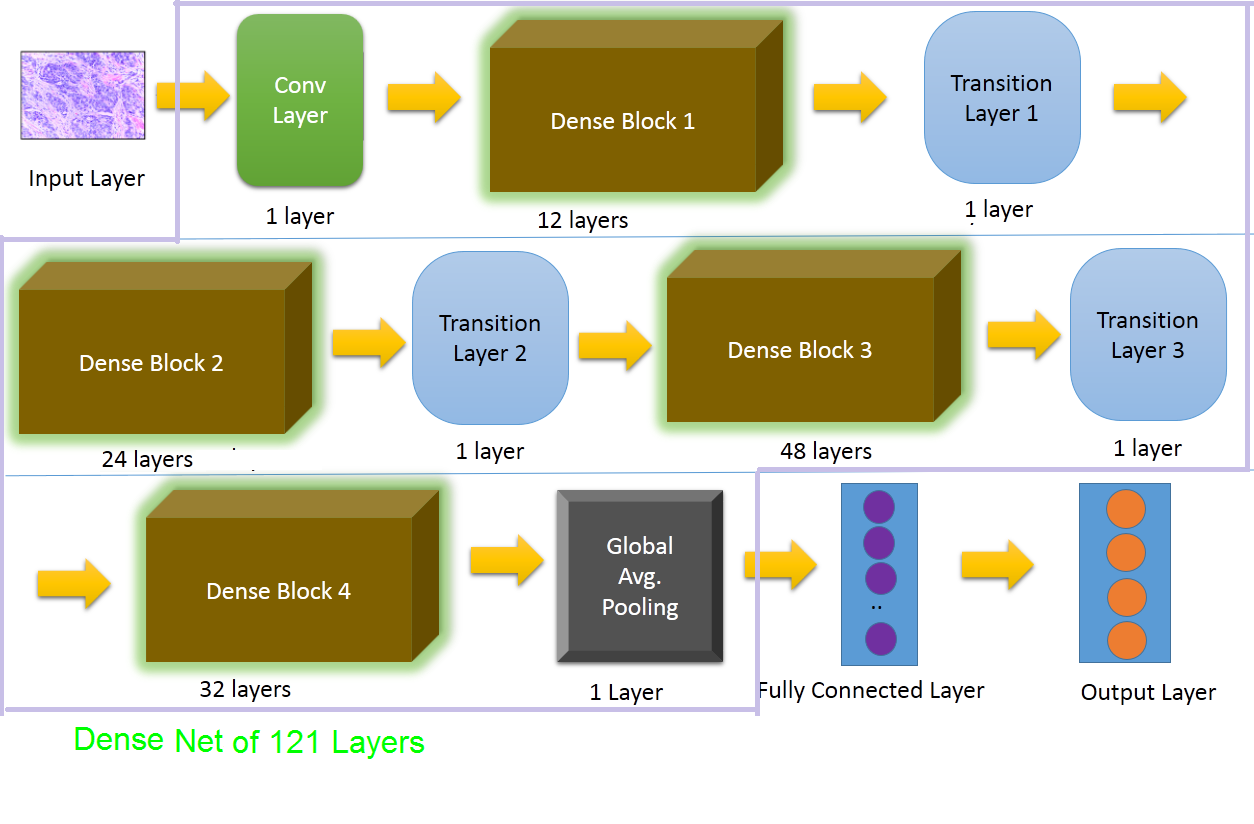 Input Layer
Conv
Layer
1 layer
Dense Block 1
12 layers
Transition
Layer 1
1 layer
Dense Block 2
24 layers
Transition
Layer 2
1 layer
Dense Block 3
48 layers
Transition
Layer 3
1 layer
Dense Block 4
32 layers
Global
Avg.
Pooling
1 Layer
..
Fully Connected Layer
Output Layer
Dense Net of 121 Layers